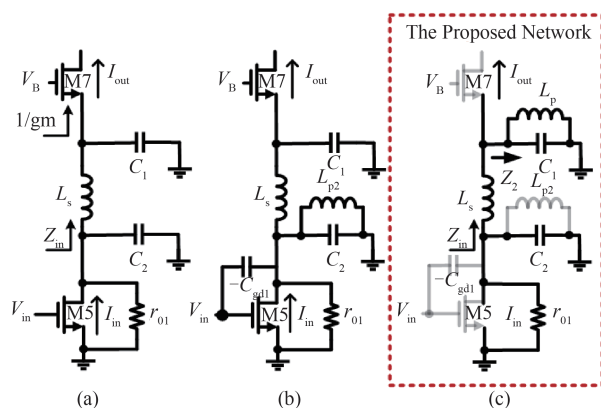 The Proposed Network
V_B
M7
I_out
1/gm
C_1
L_s
Z_in
C_2
V_in
M5
I_in
r_01
(a)
V_B
M7
I_out
C_1
L_s
L_p2
C_2
−C_gd1
V_in
M5
I_in
r_01
(b)
V_B
M7
I_out
L_p
C_1
Z_2
L_s
L_p2
Z_in
C_2
−C_gd1
V_in
M5
I_in
r_01
(c)